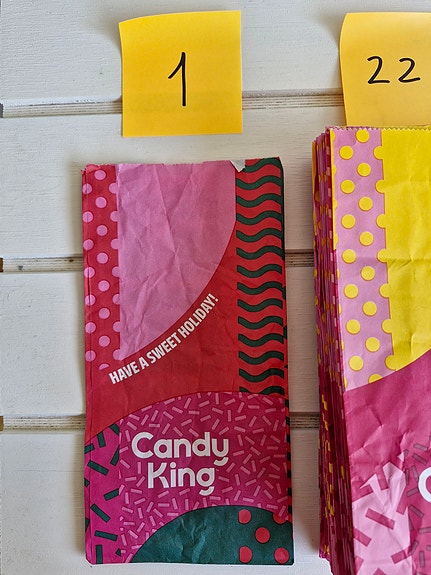 1
22
HAVE A SWEET HOLIDAY!
Candy
King